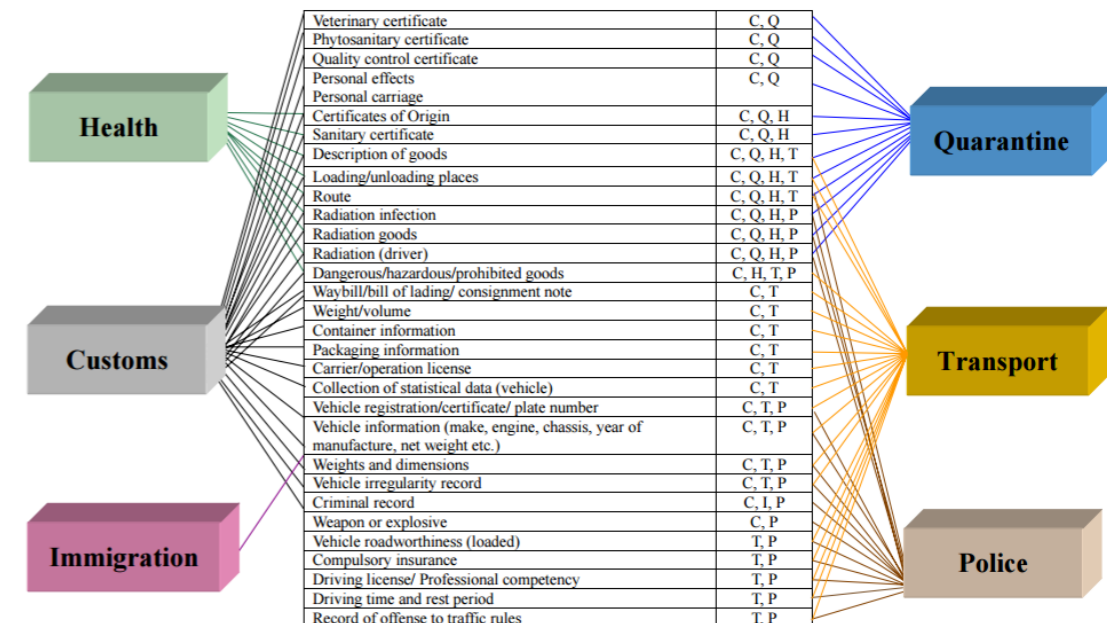 Health
Customs
Immigration
Veterinary certificate C, Q
Phytosanitary certificate C, Q
Quality control certificate C, Q
Personal effects C, Q
Personal carriage
Certificates of Origin C, Q, H
Sanitary certificate C, Q, H
Description of goods C, Q, H, T
Loading/unloading places C, Q, H, T
Route C, Q, H, T
Radiation infection C, Q, H, P
Radiation goods C, Q, H, P
Radiation (driver) C, Q, H, P
Dangerous/hazardous/prohibited goods C, H, T, P
Waybill/bill of lading/ consignment note C, T
Weight/volume C, T
Container information C, T
Packaging information C, T
Carrier/operation license C, T
Collection of statistical data (vehicle) C, T
Vehicle registration/certificate/ plate number C, T, P
Vehicle information (make, engine, chassis, year of C, T, P
manufacture, net weight etc.)
Weights and dimensions C, T, P
Vehicle irregularity record C, T, P
Criminal record C, I, P
Weapon or explosive C, P
Vehicle roadworthiness (loaded) T, P
Compulsory insurance T, P
Driving license/ Professional competency T, P
Driving time and rest period T, P
Record of offense to traffic rules T, P
Quarantine
Transport
Police